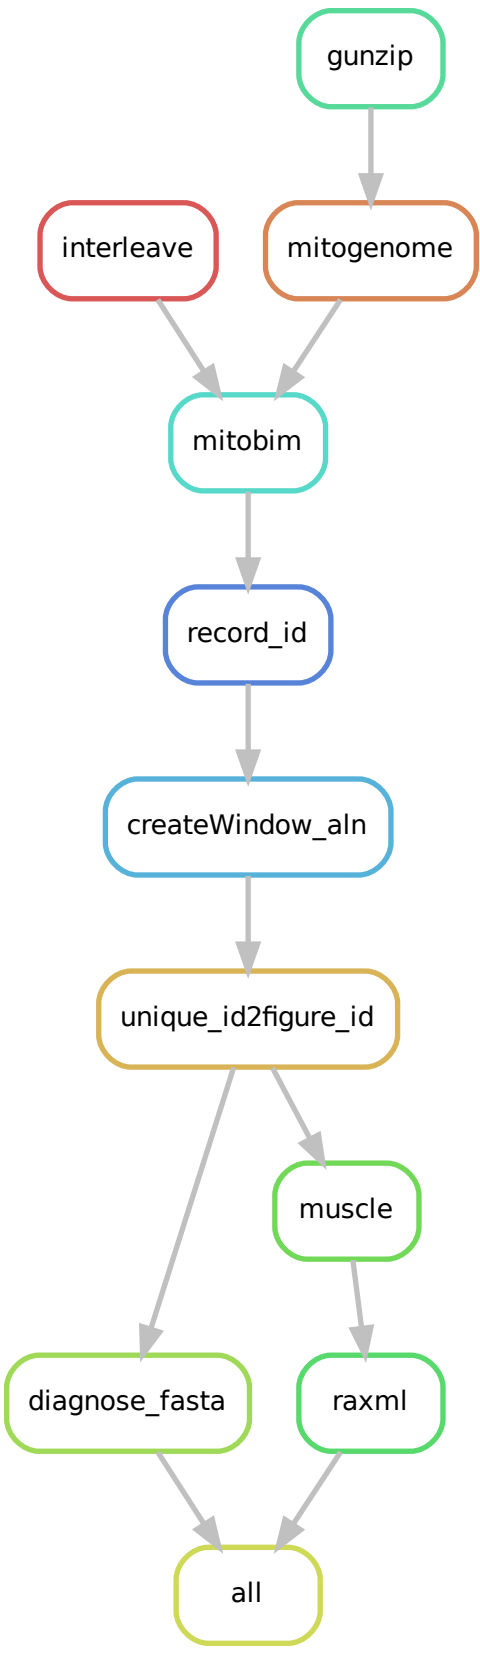 gunzip
interleave
mitogenome
mitobim
record_id
createWindow_aln
unique_id2figure_id
muscle
diagnose_fasta
raxml
all